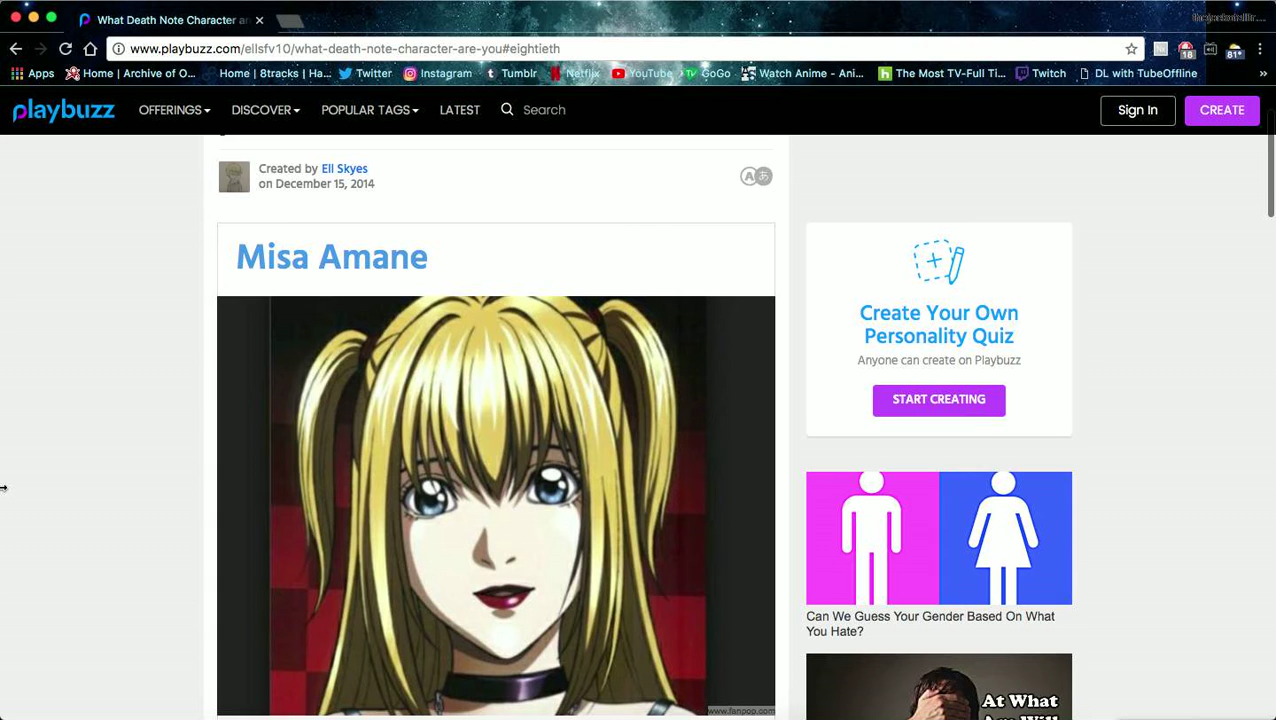 What Death Note Character an
www.playbuzz.com/ellsfv10/what-death-note-character-are-you#eightieth
18
81°
Apps
Home | Archive of O...
Home | 8tracks | Ha...
Twitter
Instagram
Tumblr
Netflix
YouTube
GoGo
Watch Anime - Ani...
The Most TV-Full Ti...
Twitch
DL with TubeOffline
»
playbuzz
OFFERINGS
DISCOVER
POPULAR TAGS
LATEST
Search
Sign In
CREATE
Created by Ell Skyes
on December 15, 2014
A あ
Misa Amane
www.fanpop.com
Create Your Own
Personality Quiz
Anyone can create on Playbuzz
START CREATING
Can We Guess Your Gender Based On What
You Hate?
At What